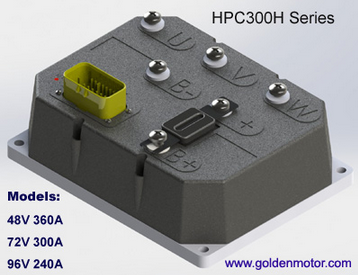 HPC300H Series
U
V
B-
W
+
B+
Models:
48V 360A
72V 300A
96V 240A
www.goldenmotor.com